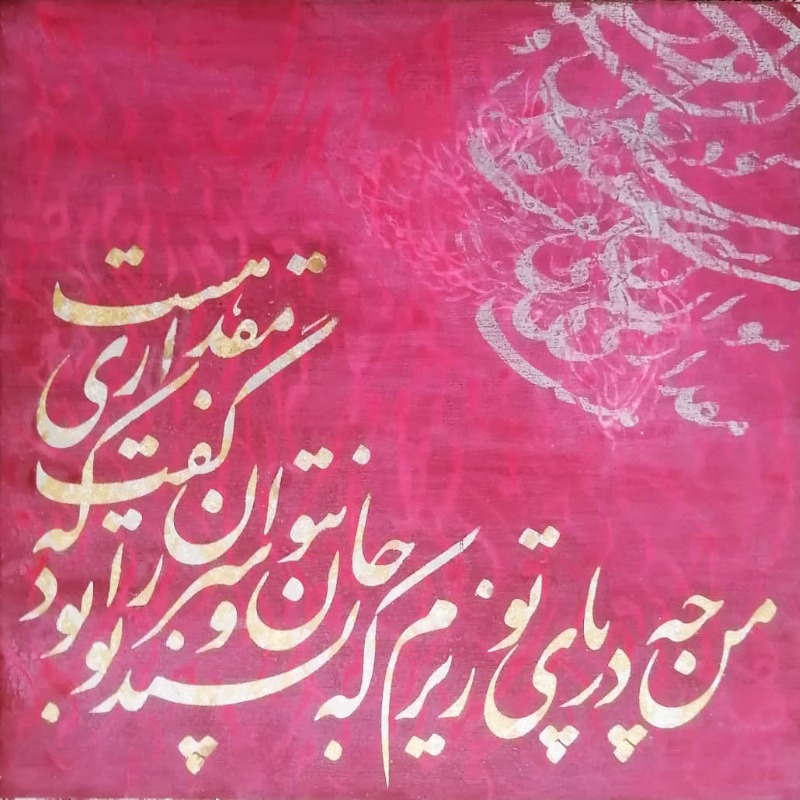 من چه در پای تو ریزم که پسند تو بود
جان و سر را نتوان گفت که مقداری هست